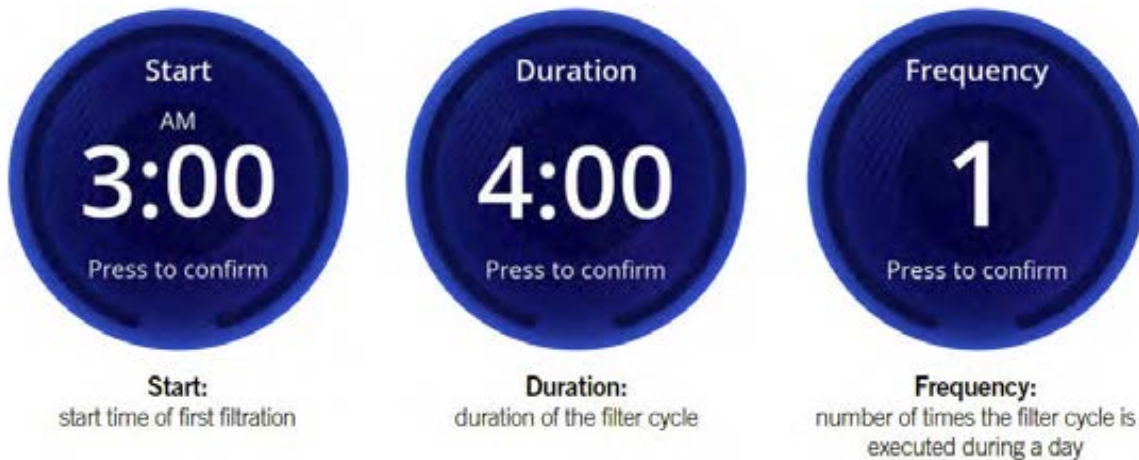 Start
AM
3:00
Press to confirm
Start:
start time of first filtration
Duration
4:00
Press to confirm
Duration:
duration of the filter cycle
Frequency
1
Press to confirm
Frequency:
number of times the filter cycle is
executed during a day